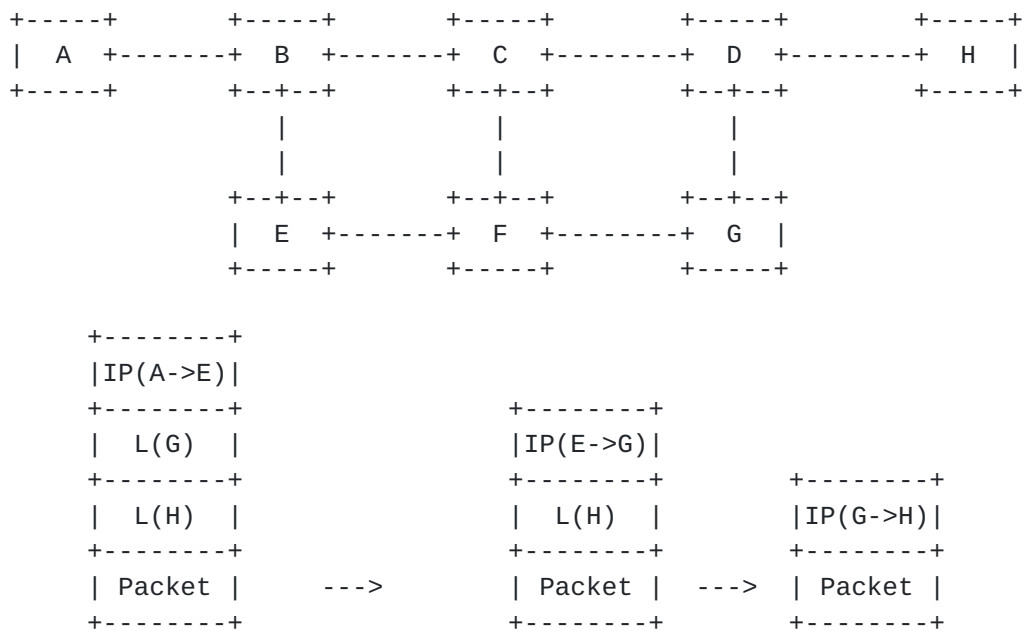 +-----+       +-----+       +-----+        +-----+        +-----+
|  A  +-------+  B  +-------+  C  +--------+  D  +--------+  H  |
+-----+       +--+--+       +--+--+        +--+--+        +-----+
                 |             |              |
                 |             |              |
              +--+--+       +--+--+        +--+--+
              |  E  +-------+  F  +--------+  G  |
              +-----+       +-----+        +-----+

     +--------+
     |IP(A->E)|
     +--------+                 +--------+
     |  L(G)  |                 |IP(E->G)|
     +--------+                 +--------+        +--------+
     |  L(H)  |                 |  L(H)  |        |IP(G->H)|
     +--------+                 +--------+        +--------+
     | Packet |     --->        | Packet |  --->  | Packet |
     +--------+                 +--------+        +--------+